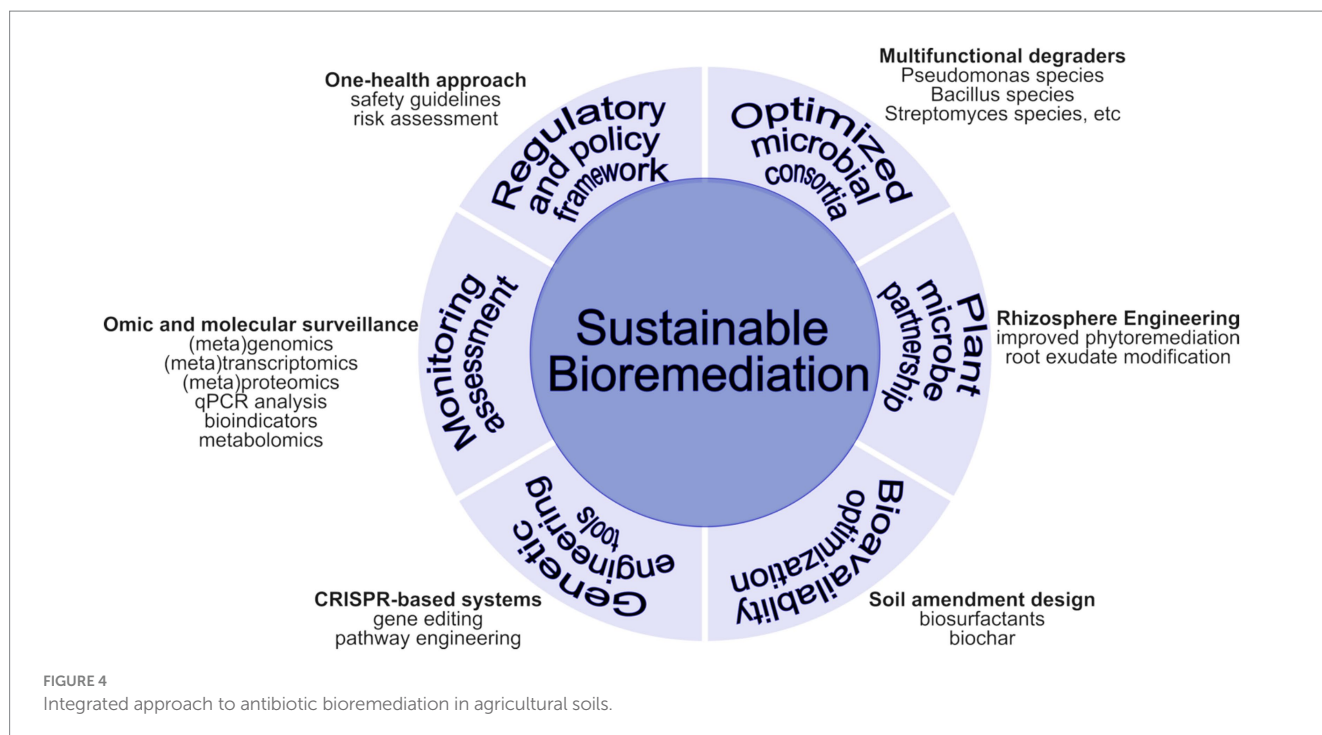 One-health approach
safety guidelines
risk assessment
Multifunctional degraders
Pseudomonas species
Bacillus species
Streptomyces species, etc
Regulatory
and policy
framework
Optimized
microbial
consortia
Monitoring
assessment
Plant
microbe
partnership
Omic and molecular surveillance
(meta)genomics
(meta)transcriptomics
(meta)proteomics
qPCR analysis
bioindicators
metabolomics
Sustainable
Bioremediation
Rhizosphere Engineering
improved phytoremediation
root exudate modification
Genetic
engineering
tools
Bioavailablity
optimization
CRISPR-based systems
gene editing
pathway engineering
Soil amendment design
biosurfactants
biochar
FIGURE 4
Integrated approach to antibiotic bioremediation in agricultural soils.